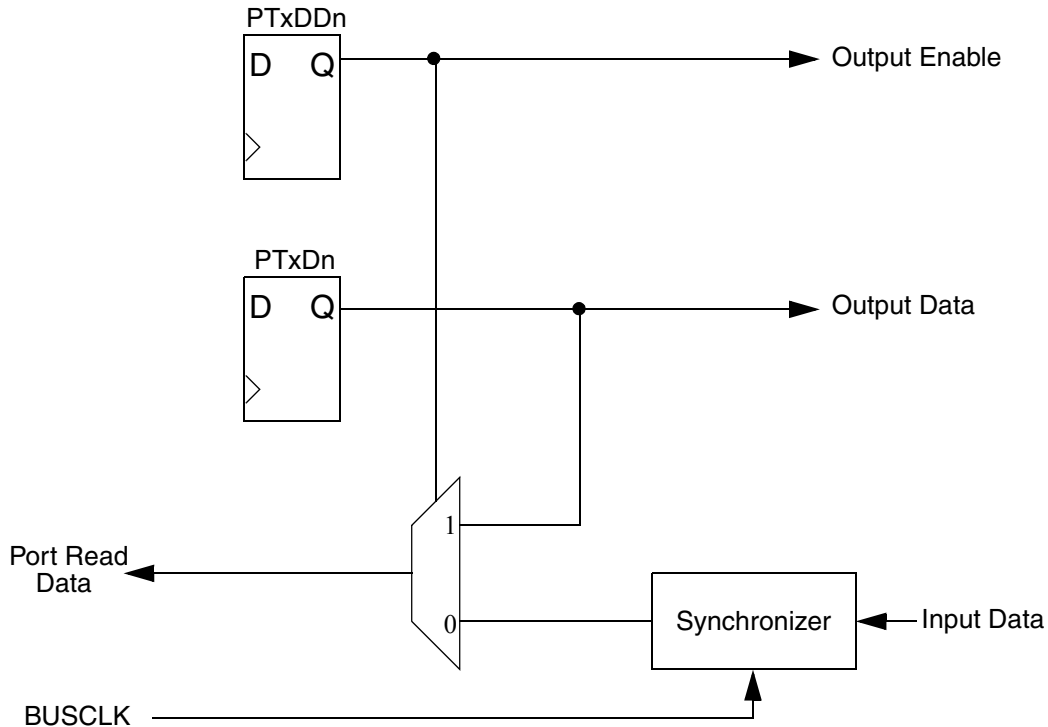 PTxDDn
D Q
Output Enable
PTxDn
D Q
Output Data
1
Port Read
Data
0
Synchronizer
Input Data
BUSCLK